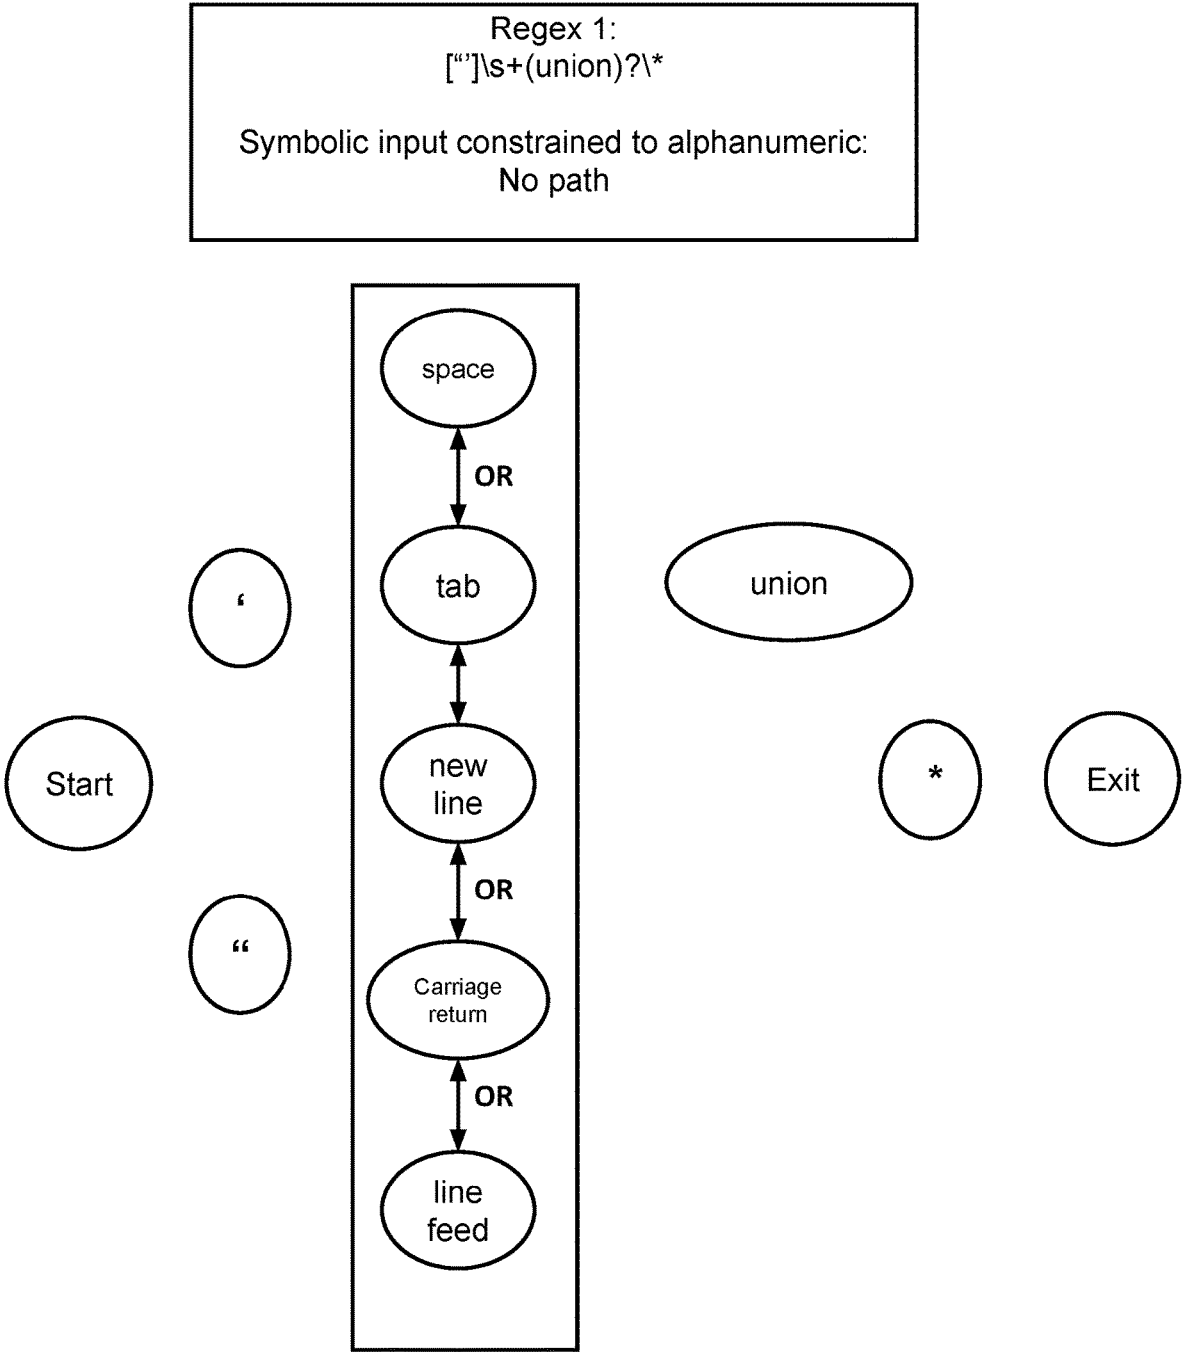 Regex 1:
[“’]\s+(union)?\*
Symbolic input constrained to alphanumeric:
No path
space
OR
tab
union
‘
new
line
Start
*
Exit
OR
“
Carriage
return
OR
line
feed